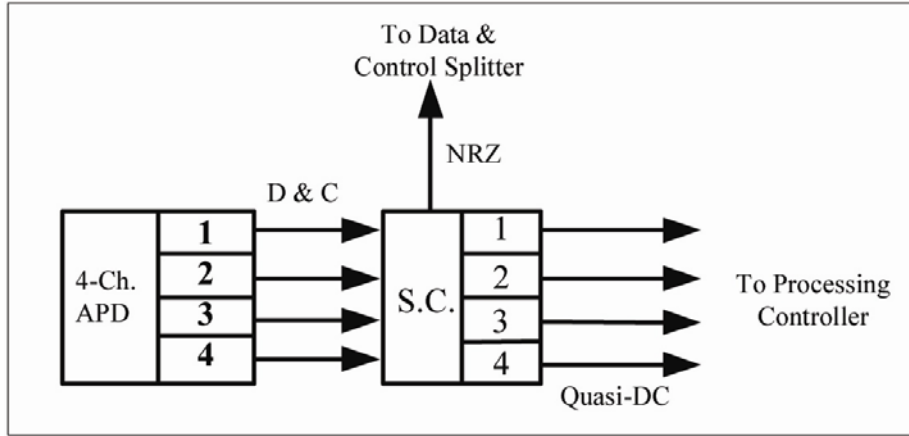 To Data &
Control Splitter
NRZ
D & C
4-Ch.
APD
1
2
3
4
S.C.
1
2
3
4
To Processing
Controller
Quasi-DC